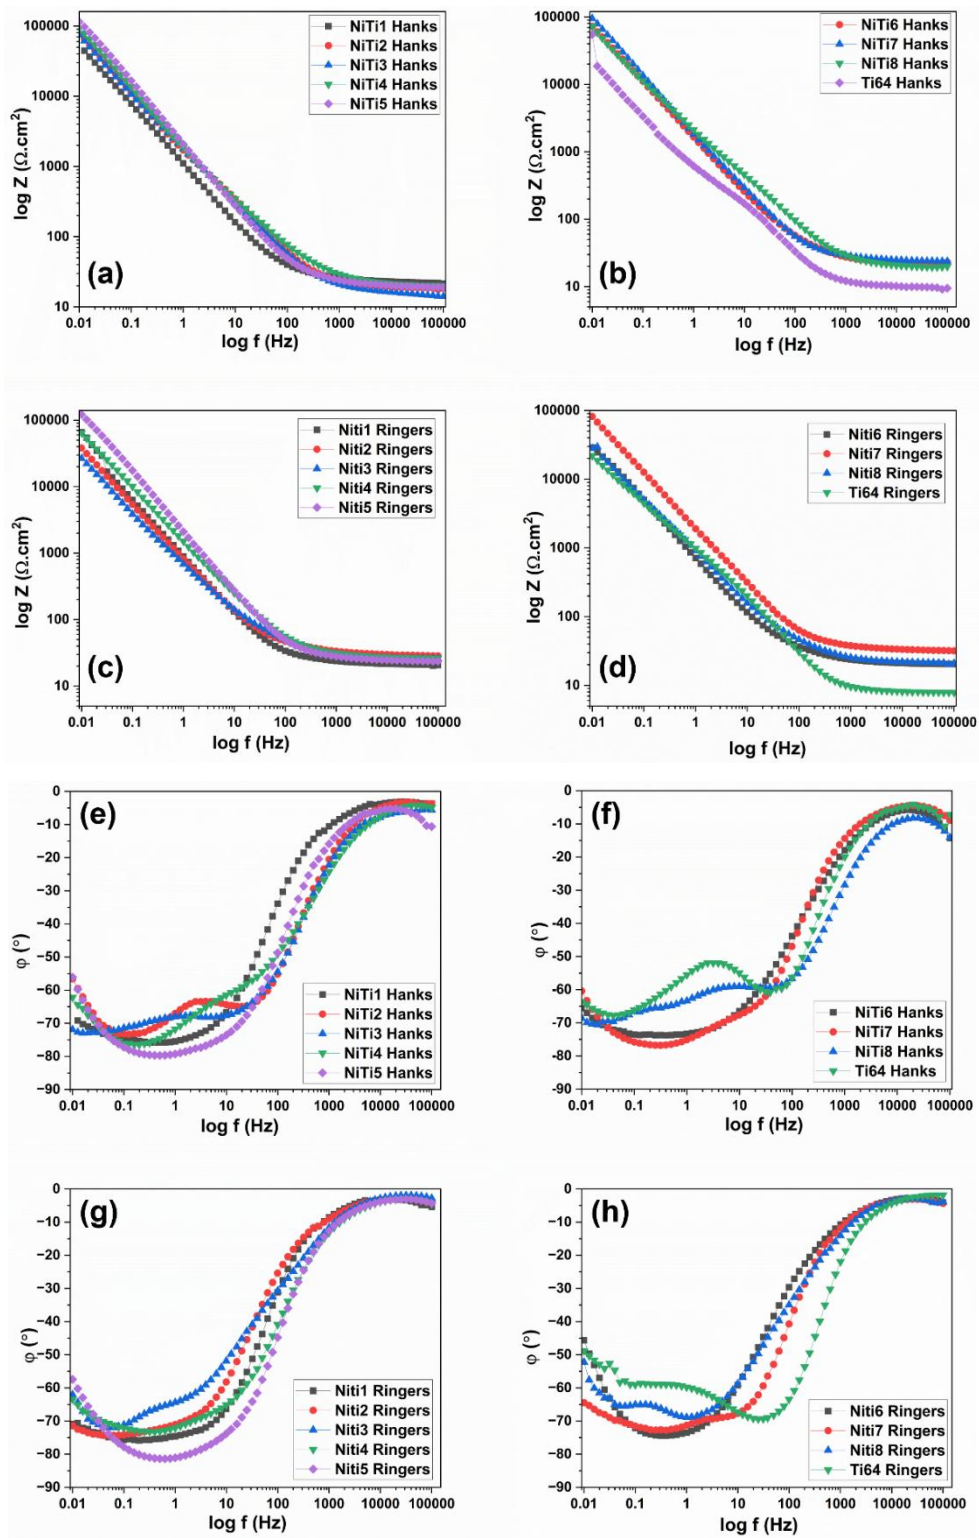 100000
10000
1000
100
10
log Z (Ω.cm²)
0.01 0.1 1 10 100 1000 10000 100000
log f (Hz)
NiTi1 Hanks
NiTi2 Hanks
NiTi3 Hanks
NiTi4 Hanks
NiTi5 Hanks
(a)
100000
10000
1000
100
10
log Z (Ω.cm²)
0.01 0.1 1 10 100 1000 10000 100000
log f (Hz)
NiTi6 Hanks
NiTi7 Hanks
NiTi8 Hanks
Ti64 Hanks
(b)
100000
10000
1000
100
10
log Z (Ω.cm²)
0.01 0.1 1 10 100 1000 10000 100000
log f (Hz)
Niti1 Ringers
Niti2 Ringers
Niti3 Ringers
Niti4 Ringers
Niti5 Ringers
(c)
100000
10000
1000
100
10
log Z (Ω.cm²)
0.01 0.1 1 10 100 1000 10000 100000
log f (Hz)
Niti6 Ringers
Niti7 Ringers
Niti8 Ringers
Ti64 Ringers
(d)
(e)
0
−10
−20
−30
−40
−50
−60
−70
−80
−90
φ (°)
0.01 0.1 1 10 100 1000 10000 100000
log f (Hz)
NiTi1 Hanks
NiTi2 Hanks
NiTi3 Hanks
NiTi4 Hanks
NiTi5 Hanks
(f)
0
−10
−20
−30
−40
−50
−60
−70
−80
−90
φ (°)
0.01 0.1 1 10 100 1000 10000 100000
log f (Hz)
NiTi6 Hanks
NiTi7 Hanks
NiTi8 Hanks
Ti64 Hanks
(g)
0
−10
−20
−30
−40
−50
−60
−70
−80
−90
φ (°)
0.01 0.1 1 10 100 1000 10000 100000
log f (Hz)
Niti1 Ringers
Niti2 Ringers
Niti3 Ringers
Niti4 Ringers
Niti5 Ringers
(h)
0
−10
−20
−30
−40
−50
−60
−70
−80
−90
φ (°)
0.01 0.1 1 10 100 1000 10000 100000
log f (Hz)
Niti6 Ringers
Niti7 Ringers
Niti8 Ringers
Ti64 Ringers